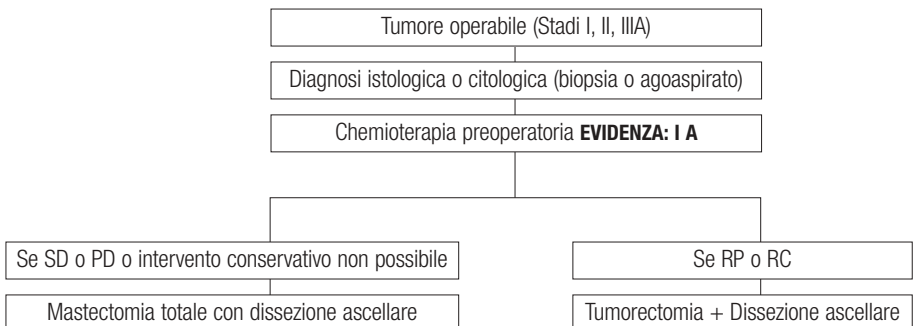 Tumore operabile (Stadi I, II, IIIA)
Diagnosi istologica o citologica (biopsia o agoaspirato)
Chemioterapia preoperatoria EVIDENZA: I A
Se SD o PD o intervento conservativo non possibile
Se RP o RC
Mastectomia totale con dissezione ascellare
Tumorectomia + Dissezione ascellare